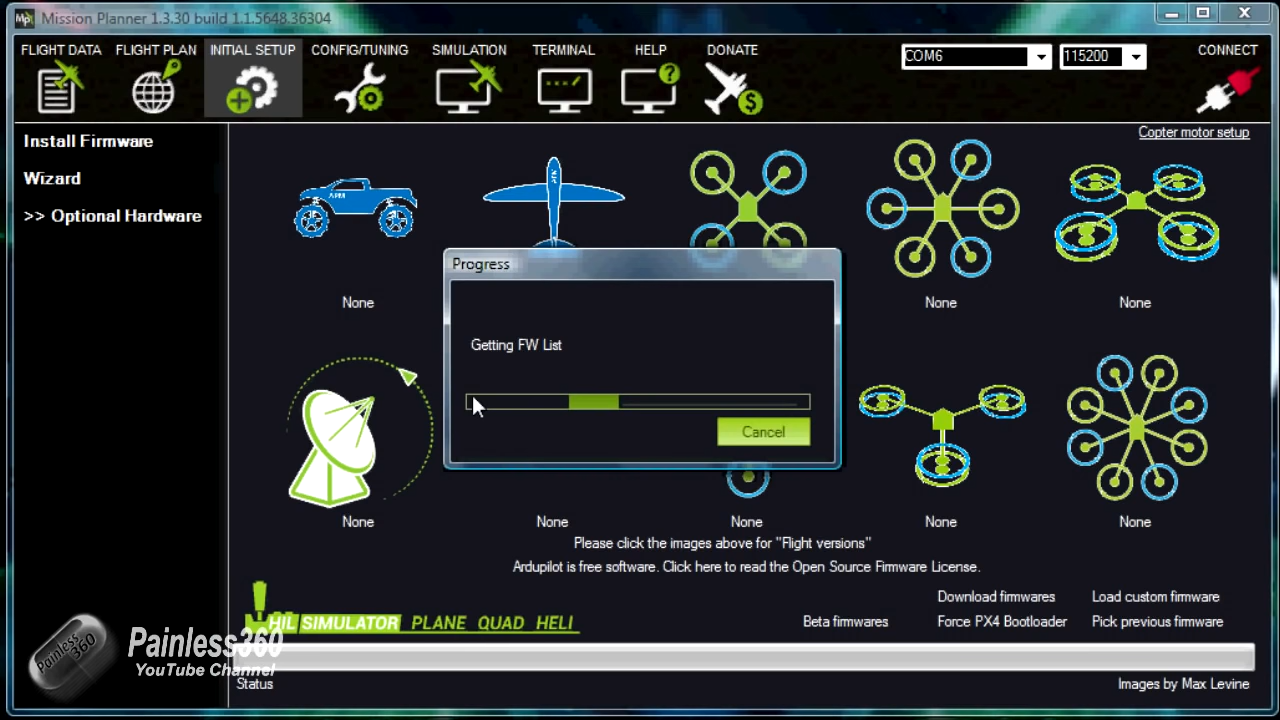 Mission Planner 1.3.30 build 1.1.5648.36304
FLIGHT DATA FLIGHT PLAN INITIAL SETUP CONFIG/TUNING SIMULATION TERMINAL HELP DONATE COM6 115200 CONNECT
Install Firmware
Wizard
>> Optional Hardware
Copter motor setup
None None None
Progress
Getting FW List
Cancel
None None None None None
Please click the images above for "Flight versions"
Ardupilot is free software. Click here to read the Open Source Firmware License.
Download firmwares Load custom firmware
HIL SIMULATOR PLANE QUAD HELI
Beta firmwares Force PX4 Bootloader Pick previous firmware
Painless360
YouTube Channel
Status
Images by Max Levine